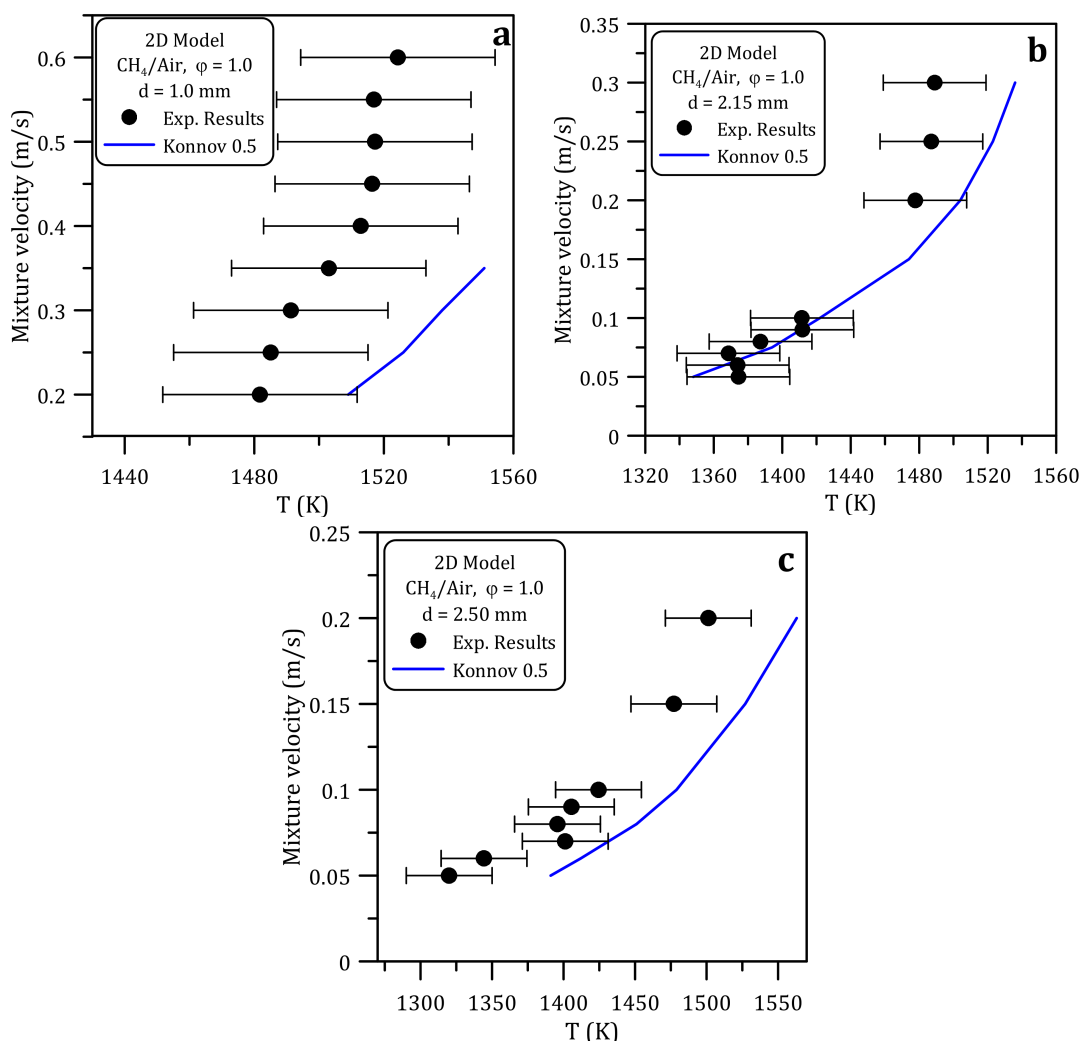 a
2D Model
CH₄/Air, φ = 1.0
d = 1.0 mm
Exp. Results
Konnov 0.5
Mixture velocity (m/s)
0.6
0.5
0.4
0.3
0.2
1440 1480 1520 1560
T (K)
b
2D Model
CH₄/Air, φ = 1.0
d = 2.15 mm
Exp. Results
Konnov 0.5
Mixture velocity (m/s)
0.35
0.3
0.25
0.2
0.15
0.1
0.05
0
1320 1360 1400 1440 1480 1520 1560
T (K)
c
2D Model
CH₄/Air, φ = 1.0
d = 2.50 mm
Exp. Results
Konnov 0.5
Mixture velocity (m/s)
0.25
0.2
0.15
0.1
0.05
0
1300 1350 1400 1450 1500 1550
T (K)